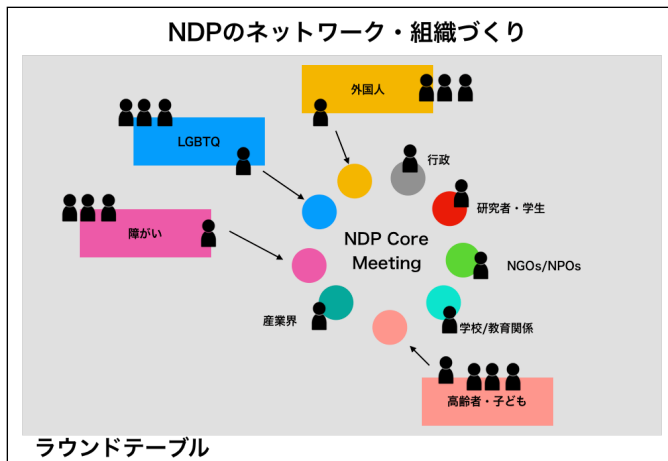 NDPのネットワーク・組織づくり
外国人
LGBTQ
行政
研究者・学生
障がい
NDP Core
Meeting
NGOs/NPOs
産業界
学校/教育関係
高齢者・子ども
ラウンドテーブル